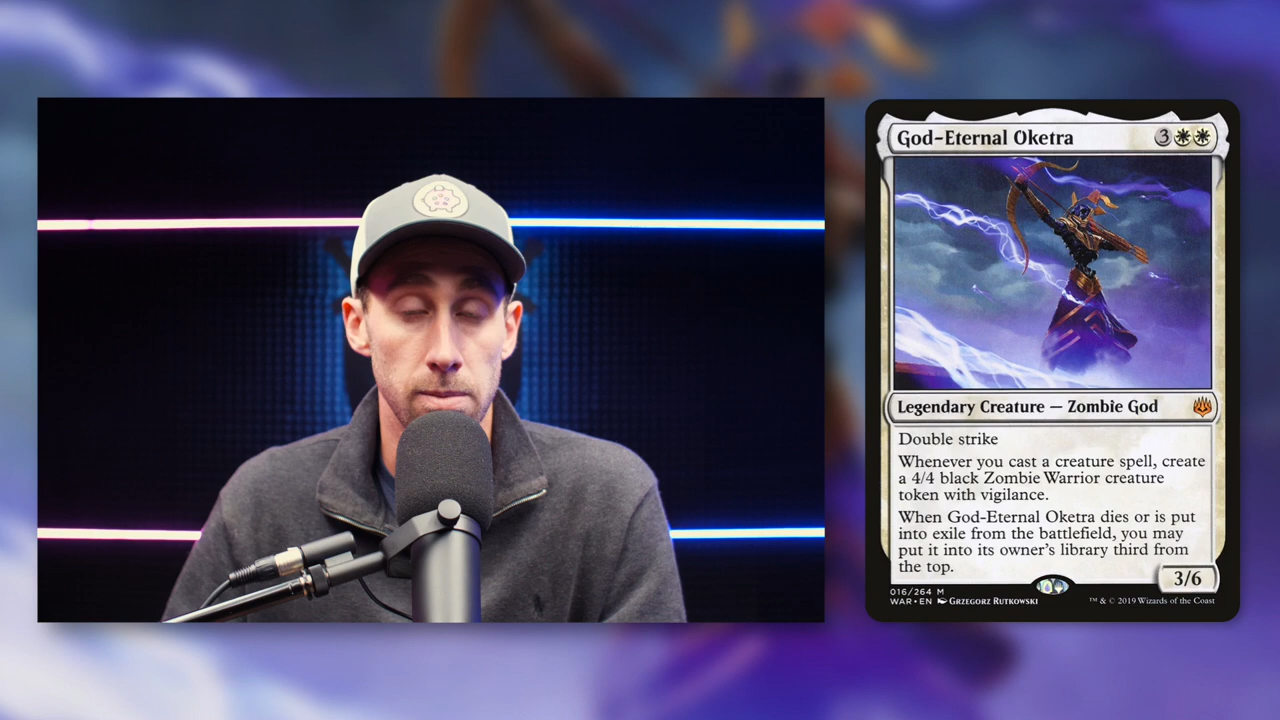 God-Eternal Oketra
3
Legendary Creature — Zombie God
Double strike
Whenever you cast a creature spell, create
a 4/4 black Zombie Warrior creature
token with vigilance.
When God-Eternal Oketra dies or is put
into exile from the battlefield, you may
put it into its owner's library third from
the top.
3/6
016/264 M
WAR • EN Grzegorz Rutkowski
™ & © 2019 Wizards of the Coast